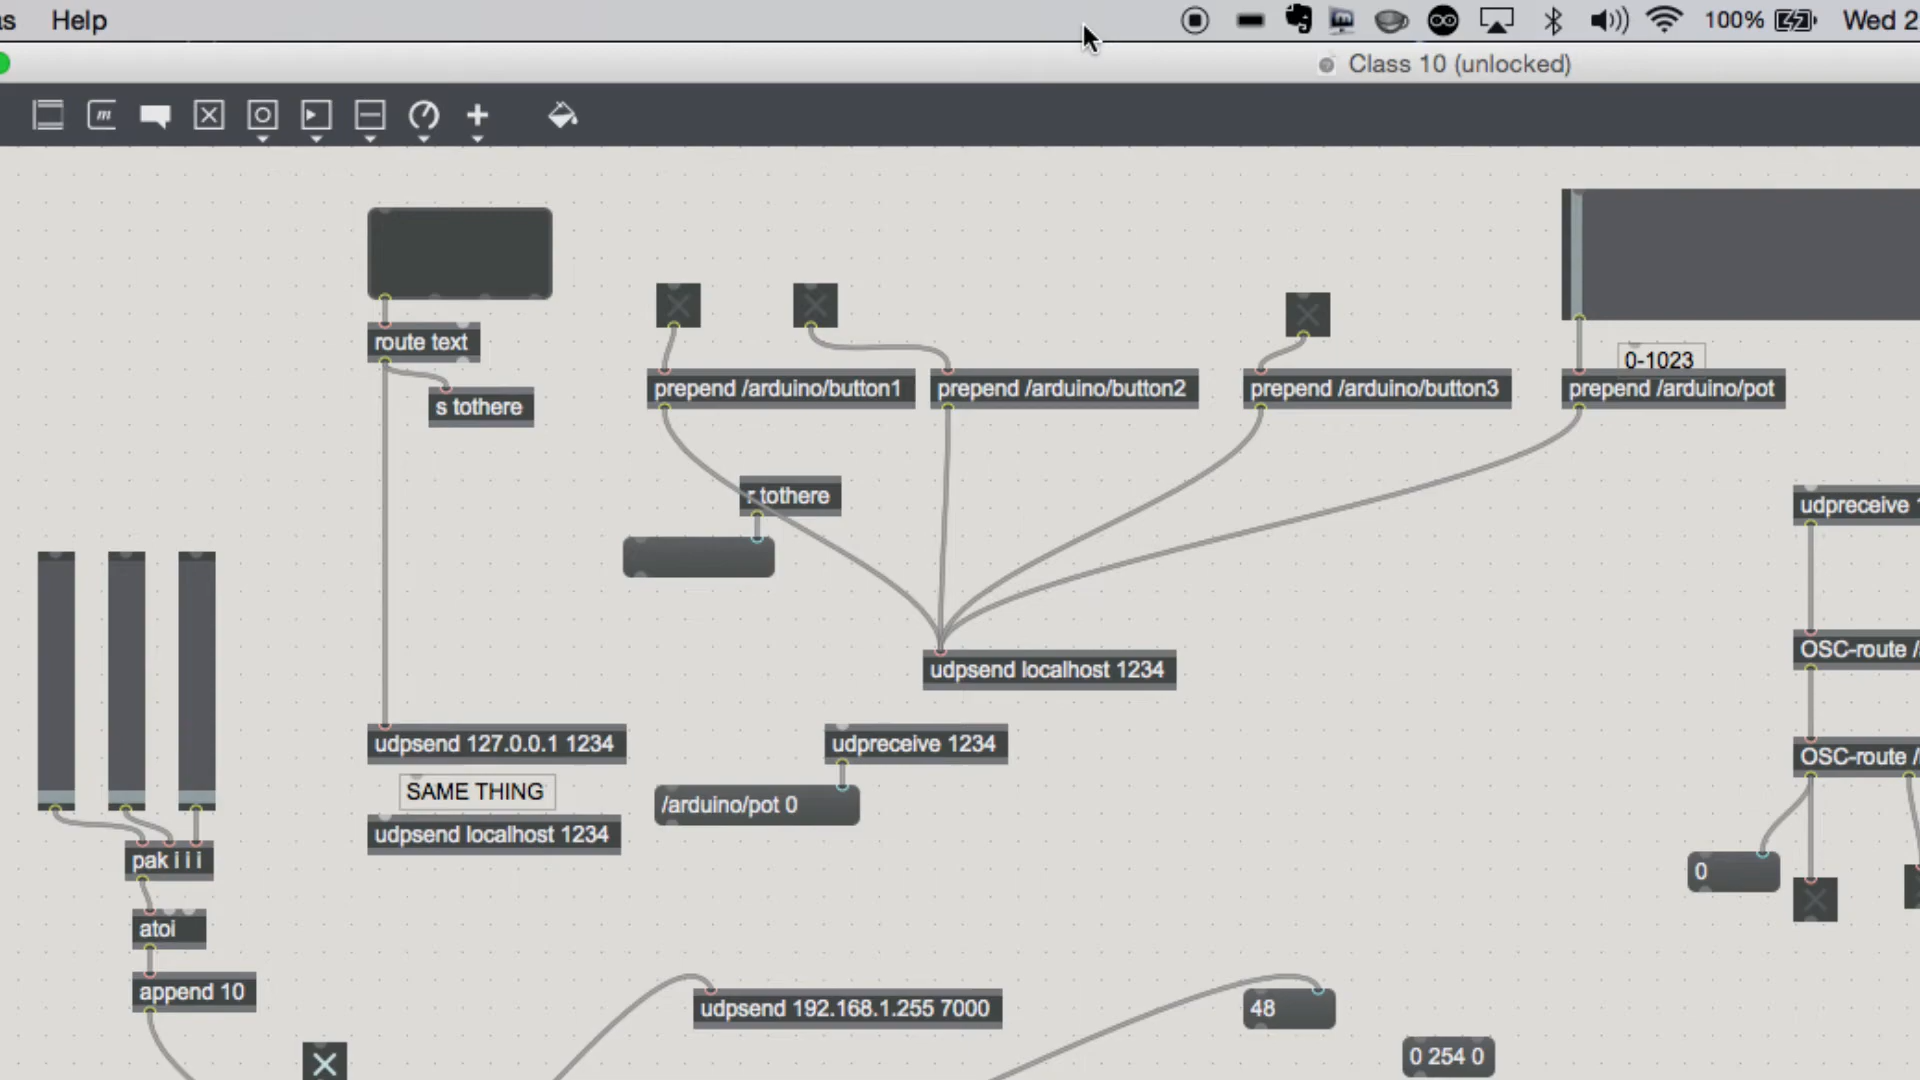 Help
100%
Wed 2
Class 10 (unlocked)
m
route text
s tothere
prepend /arduino/button1
prepend /arduino/button2
prepend /arduino/button3
0-1023
prepend /arduino/pot
r tothere
udpreceive 1
OSC-route /
udpsend localhost 1234
udpsend 127.0.0.1 1234
udpreceive 1234
OSC-route /
SAME THING
/arduino/pot 0
udpsend localhost 1234
pak i i i
0
atoi
append 10
udpsend 192.168.1.255 7000
48
0 254 0